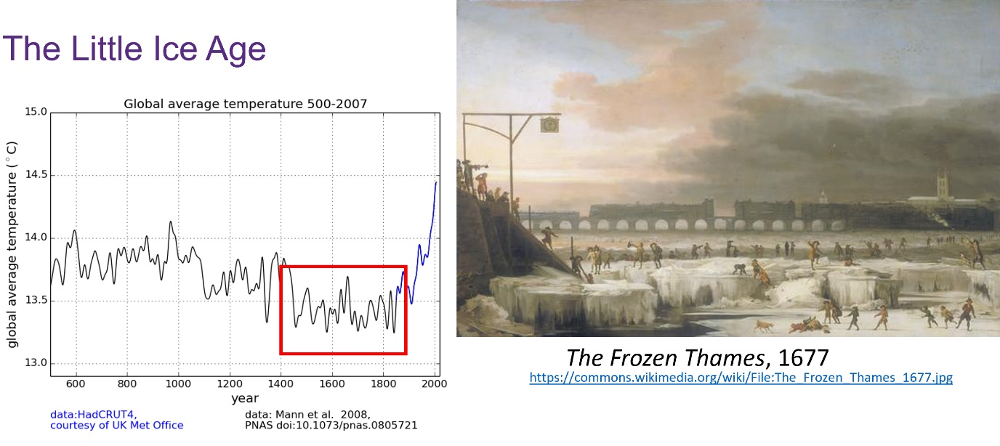 The Little Ice Age
Global average temperature 500-2007
global average temperature (°C)
15.0
14.5
14.0
13.5
13.0
600 800 1000 1200 1400 1600 1800 2000
year
data:HadCRUT4,
courtesy of UK Met Office
data: Mann et al. 2008,
PNAS doi:10.1073/pnas.0805721
The Frozen Thames, 1677
https://commons.wikimedia.org/wiki/File:The_Frozen_Thames_1677.jpg